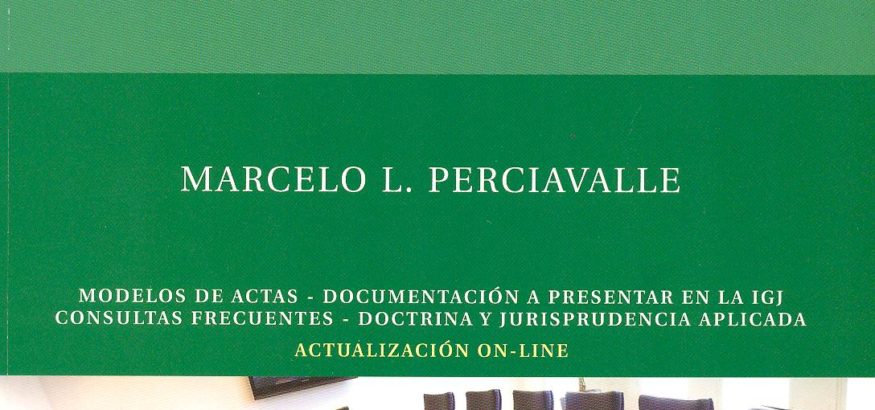 MARCELO L. PERCIAVALLE
MODELOS DE ACTAS - DOCUMENTACIÓN A PRESENTAR EN LA IGJ
CONSULTAS FRECUENTES - DOCTRINA Y JURISPRUDENCIA APLICADA
ACTUALIZACIÓN ON-LINE